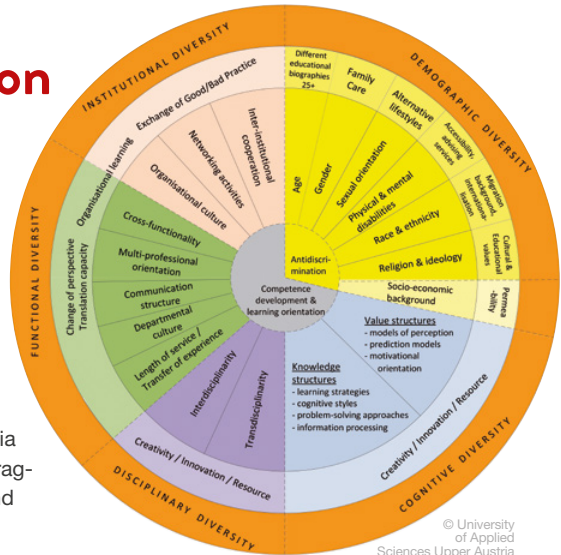 on
INSTITUTIONAL DIVERSITY
Organisational learning
Exchange of Good/Bad Practice
Organisational culture
Networking activities
Inter-institutional
cooperation
DEMOGRAPHIC DIVERSITY
Different
educational
biographies
25+
Family
Care
Alternative
lifestyles
Accessibility,
advising
services
Migration
background,
internationa-
lisation
Cultural &
Educational
values
Permea
-bility
Age
Gender
Sexual orientation
Physical & mental
disabilities
Race & ethnicity
Religion & ideology
Socio-economic
background
Antidiscri-
mination
Competence
development &
learning orientation
FUNCTIONAL DIVERSITY
Change of perspective
Translation capacity
Cross-functionality
Multi-professional
orientation
Communication
structure
Departmental
culture
Length of service /
Transfer of experience
DISCIPLINARY DIVERSITY
Creativity / Innovation / Resource
Interdisciplinarity
Transdisciplinarity
COGNITIVE DIVERSITY
Creativity / Innovation / Resource
Value structures
- models of perception
- prediction models
- motivational
orientation
Knowledge
structures
- learning strategies
- cognitive styles
- problem-solving approaches
- information processing
ia
rag-
nd
© University
of Applied
Sciences Upper Austria